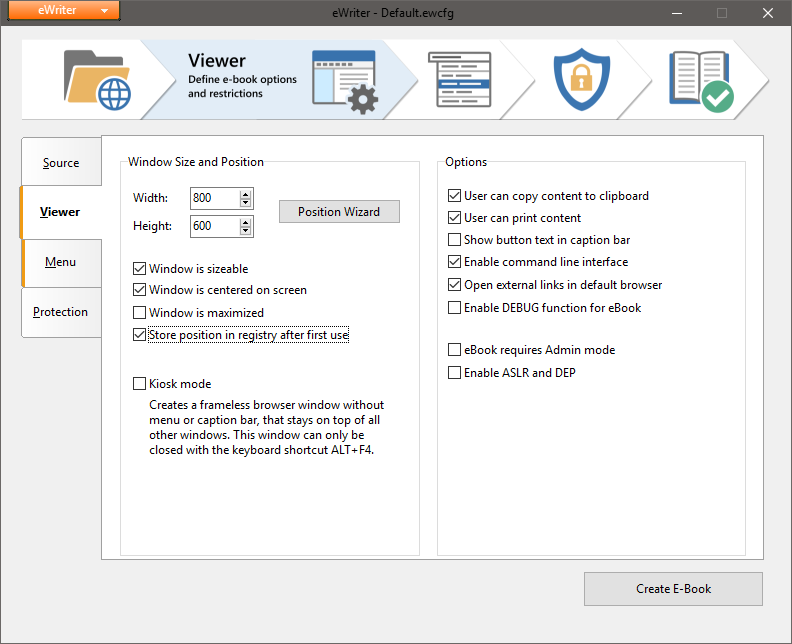 eWriter
eWriter - Default.ewcfg
Viewer
Define e-book options
and restrictions
Source
Viewer
Menu
Protection
Window Size and Position
Width:
800
Height:
600
Position Wizard
Window is sizeable
Window is centered on screen
Window is maximized
Store position in registry after first use
Kiosk mode
Creates a frameless browser window without
menu or caption bar, that stays on top of all
other windows. This window can only be
closed with the keyboard shortcut ALT+F4.
Options
User can copy content to clipboard
User can print content
Show button text in caption bar
Enable command line interface
Open external links in default browser
Enable DEBUG function for eBook
eBook requires Admin mode
Enable ASLR and DEP
Create E-Book